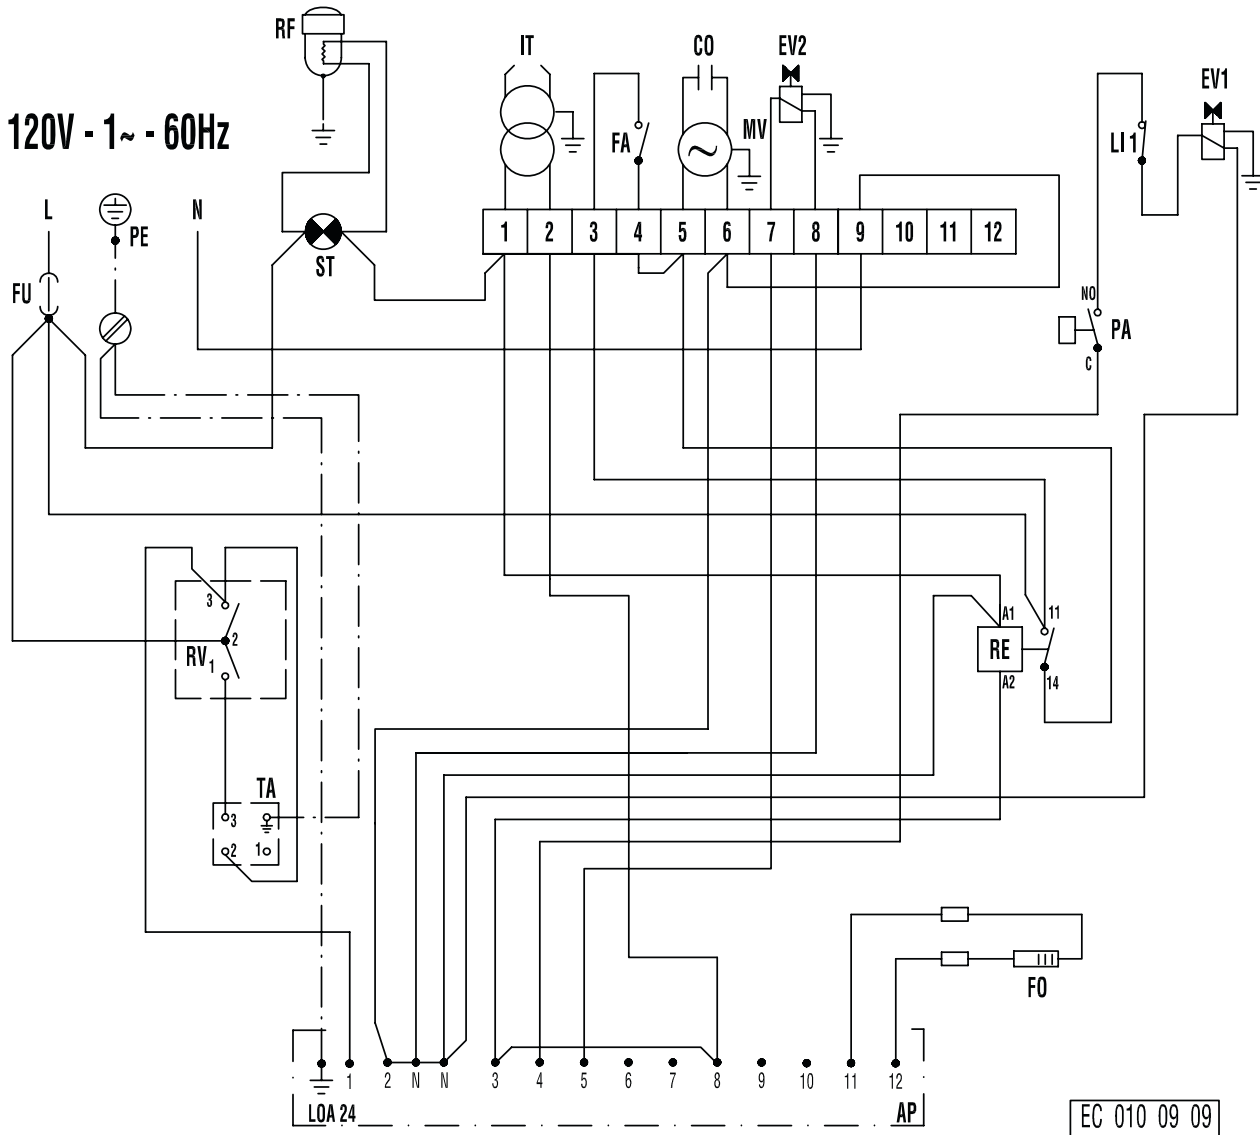 RF
IT
CO
EV2
EV1
120V - 1~ - 60Hz
FA
MV
LI 1
L
PE
N
ST
1 2 3 4 5 6 7 8 9 10 11 12
FU
NO
PA
C
3
2
RV1
A1
11
RE
A2
14
TA
3
2
1
FO
1 2 N N 3 4 5 6 7 8 9 10 11 12
LOA 24
AP
EC 010 09 09